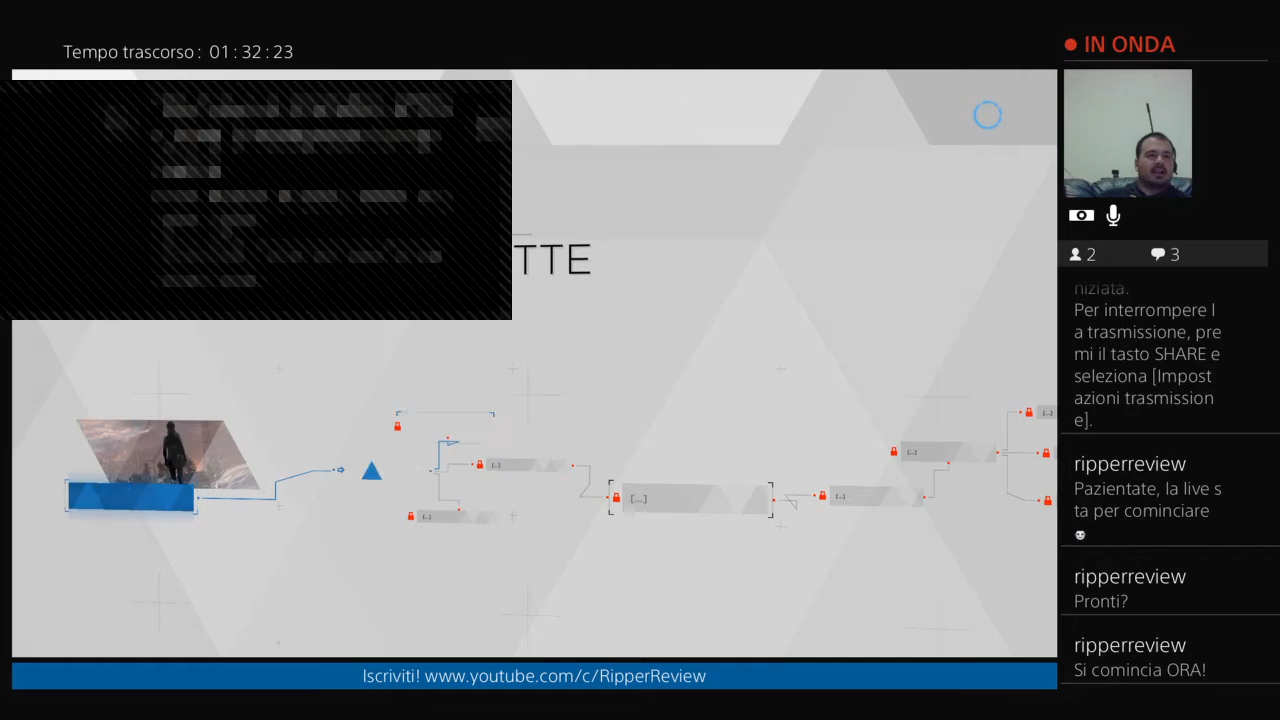 Tempo trascorso : 01 : 32 : 23
IN ONDA
2
3
TTE
niziata.
Per interrompere l
a trasmissione, pre
mi il tasto SHARE e
seleziona [Impost
azioni trasmission
e].
ripperreview
Pazientate, la live s
ta per cominciare
ripperreview
Pronti?
ripperreview
Si comincia ORA!
[...]
[...]
[...]
[...]
[...]
[...]
Iscriviti! www.youtube.com/c/RipperReview